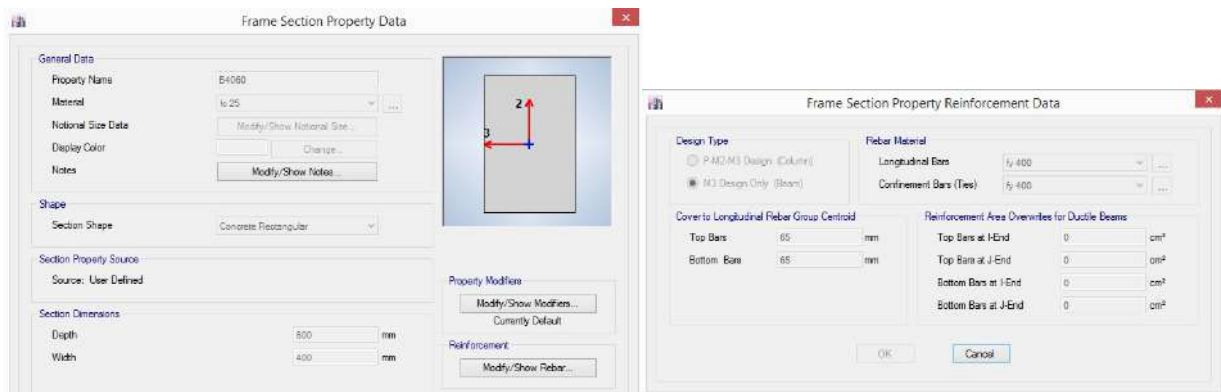 Frame Section Property Data
General Data
Property Name B4060
Material fc 25 ...
Notional Size Data Modify/Show Notional Size...
Display Color Change...
Notes Modify/Show Notes...
Shape
Section Shape Concrete Rectangular
Section Property Source
Source: User Defined
Section Dimensions
Depth 600 mm
Width 400 mm
2
3
Property Modifiers
Modify/Show Modifiers...
Currently Default
Reinforcement
Modify/Show Rebar...
Frame Section Property Reinforcement Data
Design Type
P-M2-M3 Design (Column)
M3 Design Only (Beam)
Rebar Material
Longitudinal Bars fy 400 ...
Confinement Bars (Ties) fy 400 ...
Cover to Longitudinal Rebar Group Centroid
Top Bars 65 mm
Bottom Bars 65 mm
Reinforcement Area Overwrites for Ductile Beams
Top Bars at I-End 0 cm²
Top Bars at J-End 0 cm²
Bottom Bars at I-End 0 cm²
Bottom Bars at J-End 0 cm²
OK Cancel